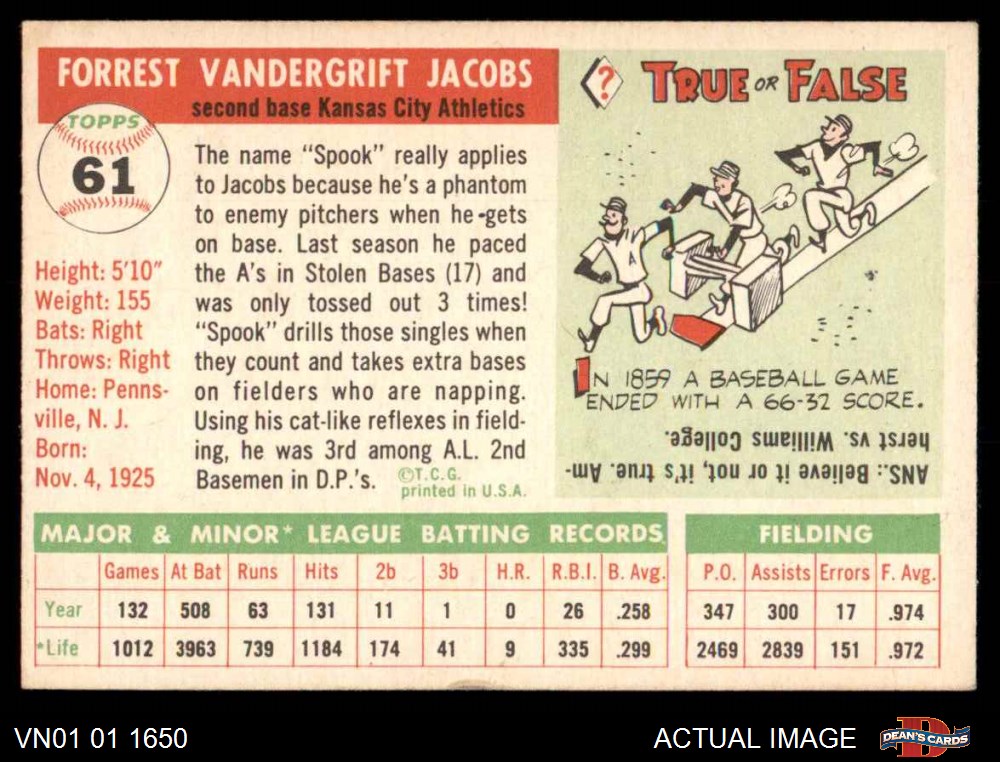 FORREST VANDERGRIFT JACOBS
second base Kansas City Athletics
TOPPS
61
Height: 5'10"
Weight: 155
Bats: Right
Throws: Right
Home: Penns-
ville, N. J.
Born:
Nov. 4, 1925
The name "Spook" really applies
to Jacobs because he's a phantom
to enemy pitchers when he-gets
on base. Last season he paced
the A's in Stolen Bases (17) and
was only tossed out 3 times!
"Spook" drills those singles when
they count and takes extra bases
on fielders who are napping.
Using his cat-like reflexes in field-
ing, he was 3rd among A.L. 2nd
Basemen in D.P.'s.
©T.C.G.
printed in U.S.A.
?
TRUE OR FALSE
A
IN 1859 A BASEBALL GAME
ENDED WITH A 66-32 SCORE.
ANS.: Believe it or not, it's true. Am-
herst vs. Williams College.
MAJOR & MINOR* LEAGUE BATTING RECORDS
Games At Bat Runs Hits 2b 3b H.R. R.B.I. B. Avg.
Year 132 508 63 131 11 1 0 26 .258
*Life 1012 3963 739 1184 174 41 9 335 .299
FIELDING
P.O. Assists Errors F. Avg.
347 300 17 .974
2469 2839 151 .972
VN01 01 1650
ACTUAL IMAGE
D
DEAN'S CARDS